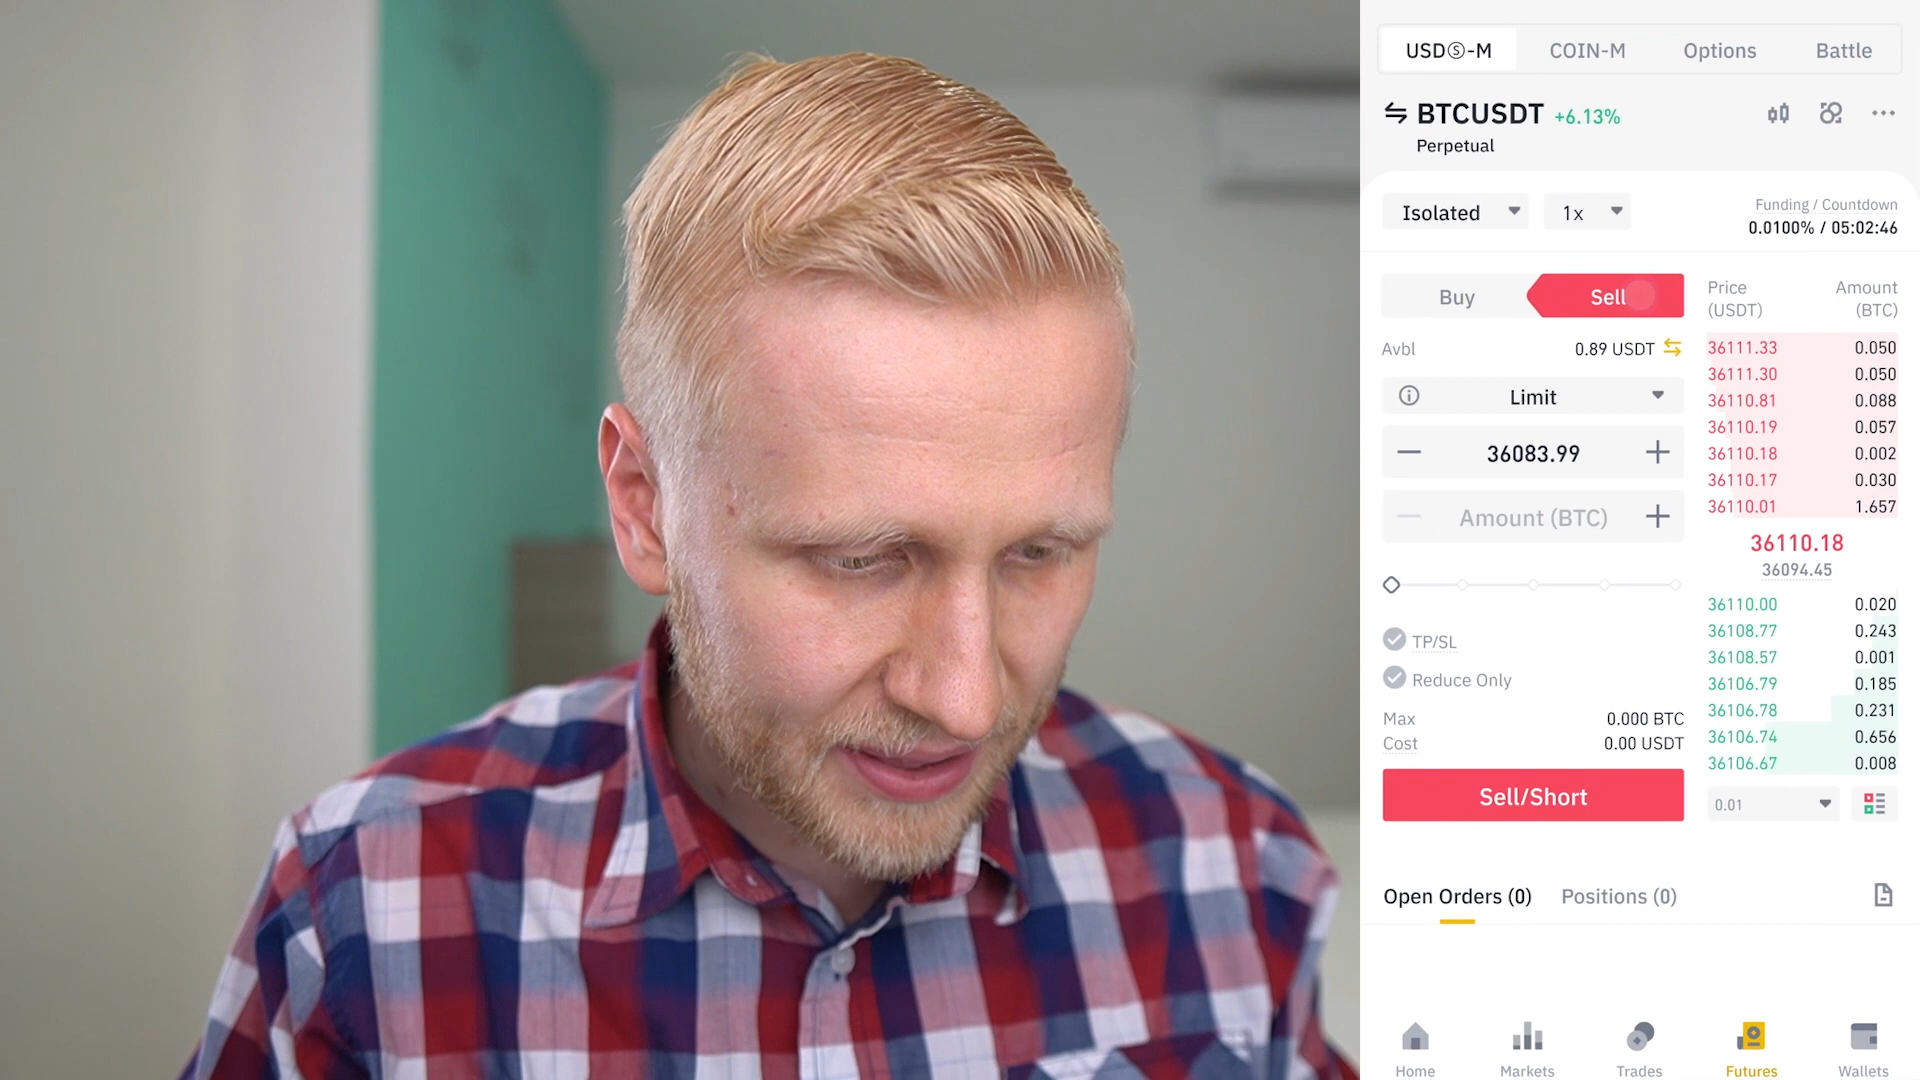 USDⓈ-M COIN-M Options Battle
BTCUSDT +6.13%
Perpetual
Isolated 1x
Funding / Countdown
0.0100% / 05:02:46
Buy Sell
Avbl 0.89 USDT
Limit
36083.99
Amount (BTC)
TP/SL
Reduce Only
Max 0.000 BTC
Cost 0.00 USDT
Sell/Short
Price Amount
(USDT) (BTC)
36111.33 0.050
36111.30 0.050
36110.81 0.088
36110.19 0.057
36110.18 0.002
36110.17 0.030
36110.01 1.657
36110.18
36094.45
36110.00 0.020
36108.77 0.243
36108.57 0.001
36106.79 0.185
36106.78 0.231
36106.74 0.656
36106.67 0.008
0.01
Open Orders (0) Positions (0)
Home Markets Trades Futures Wallets